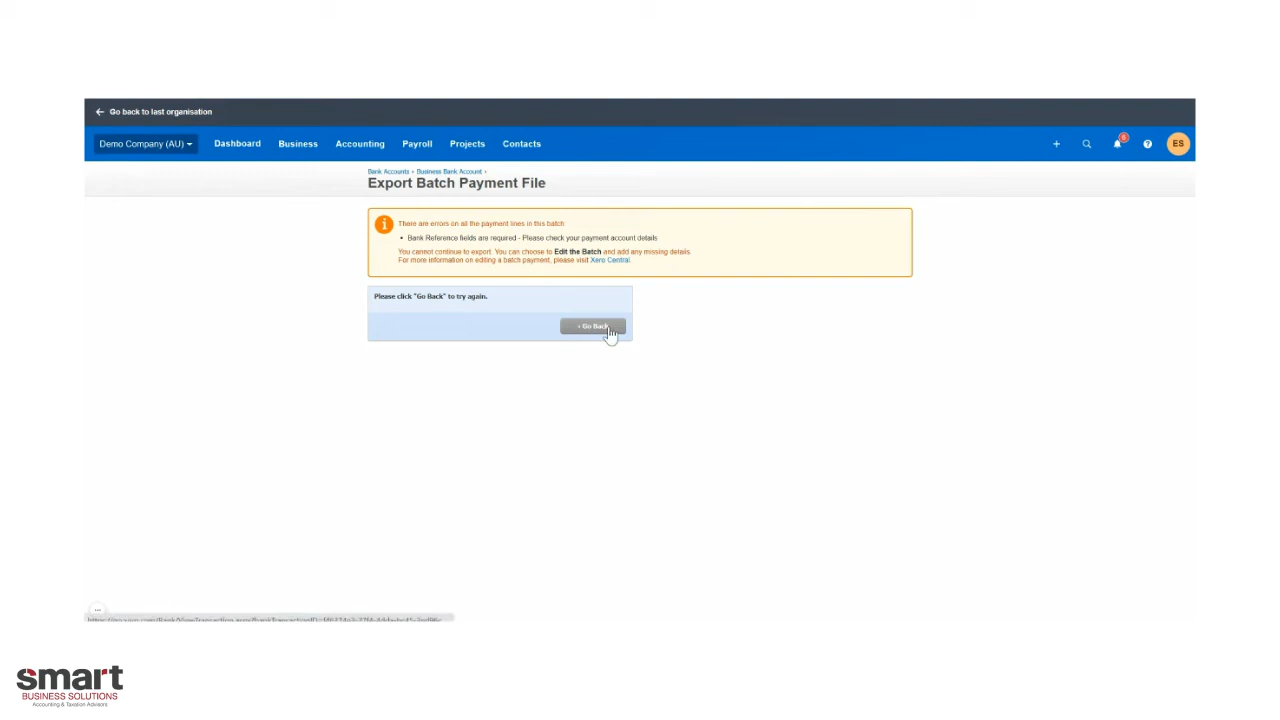 ← Go back to last organisation
Demo Company (AU) Dashboard Business Accounting Payroll Projects Contacts + 6 ? ES
Bank Accounts › Business Bank Account ›
Export Batch Payment File
There are errors on all the payment lines in this batch
• Bank Reference fields are required - Please check your payment account details
You cannot continue to export. You can choose to Edit the Batch and add any missing details.
For more information on editing a batch payment, please visit Xero Central.
Please click "Go Back" to try again.
‹ Go Back
...
smart
BUSINESS SOLUTIONS
Accounting & Taxation Advisors